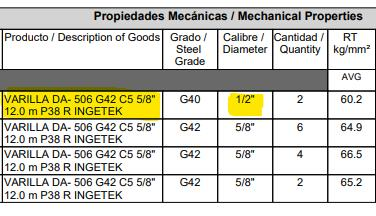 Propiedades Mecánicas / Mechanical Properties
Producto / Description of Goods
Grado / Steel Grade
Calibre / Diameter
Cantidad / Quantity
RT kg/mm²
AVG
VARILLA DA- 506 G42 C5 5/8" G40 1/2" 2 60.2
12.0 m P38 R INGETEK
VARILLA DA- 506 G42 C5 5/8" G42 5/8" 6 64.9
12.0 m P38 R INGETEK
VARILLA DA- 506 G42 C5 5/8" G42 5/8" 4 66.5
12.0 m P38 R INGETEK
VARILLA DA- 506 G42 C5 5/8" G42 5/8" 2 65.2
12.0 m P38 R INGETEK